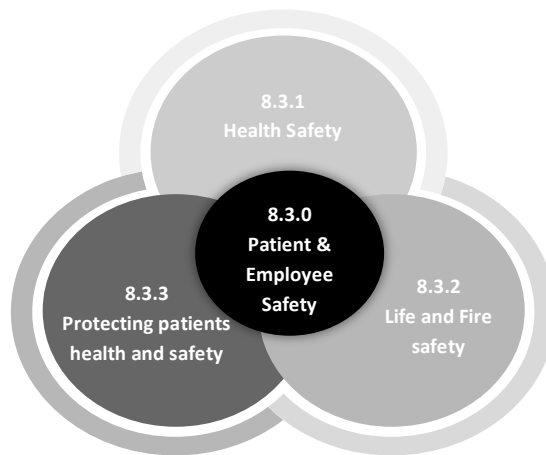 8.3.1
Health Safety
8.3.0
Patient &
Employee
Safety
8.3.3
Protecting patients
health and safety
8.3.2
Life and Fire
safety